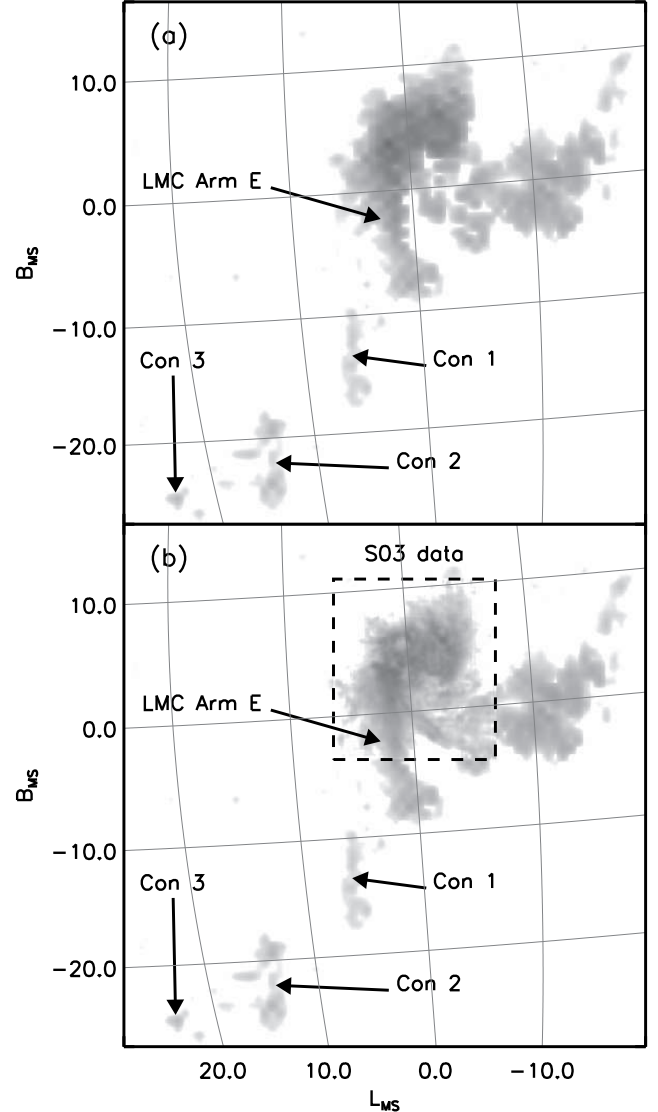 (a)
10.0
LMC Arm E
0.0
B_MS
-10.0
Con 3
Con 1
-20.0
Con 2
(b)
S03 data
10.0
LMC Arm E
0.0
B_MS
-10.0
Con 3
Con 1
-20.0
Con 2
20.0 10.0 0.0 -10.0
L_MS